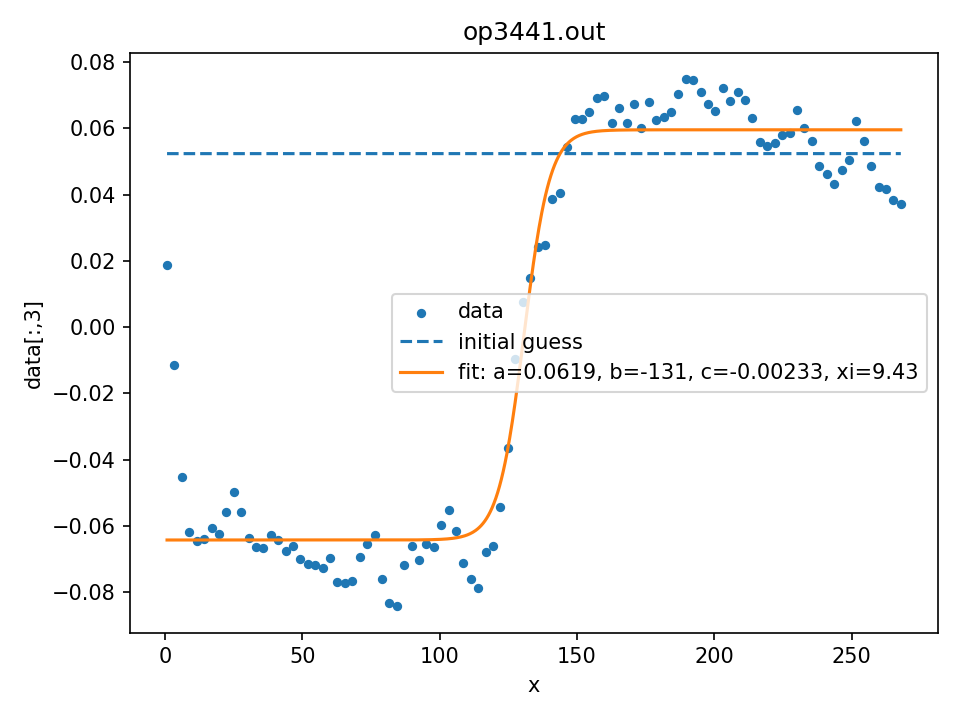 op3441.out
0.08
0.06
0.04
0.02
0.00
−0.02
−0.04
−0.06
−0.08
data[:,3]
data
initial guess
fit: a=0.0619, b=-131, c=-0.00233, xi=9.43
0 50 100 150 200 250
x